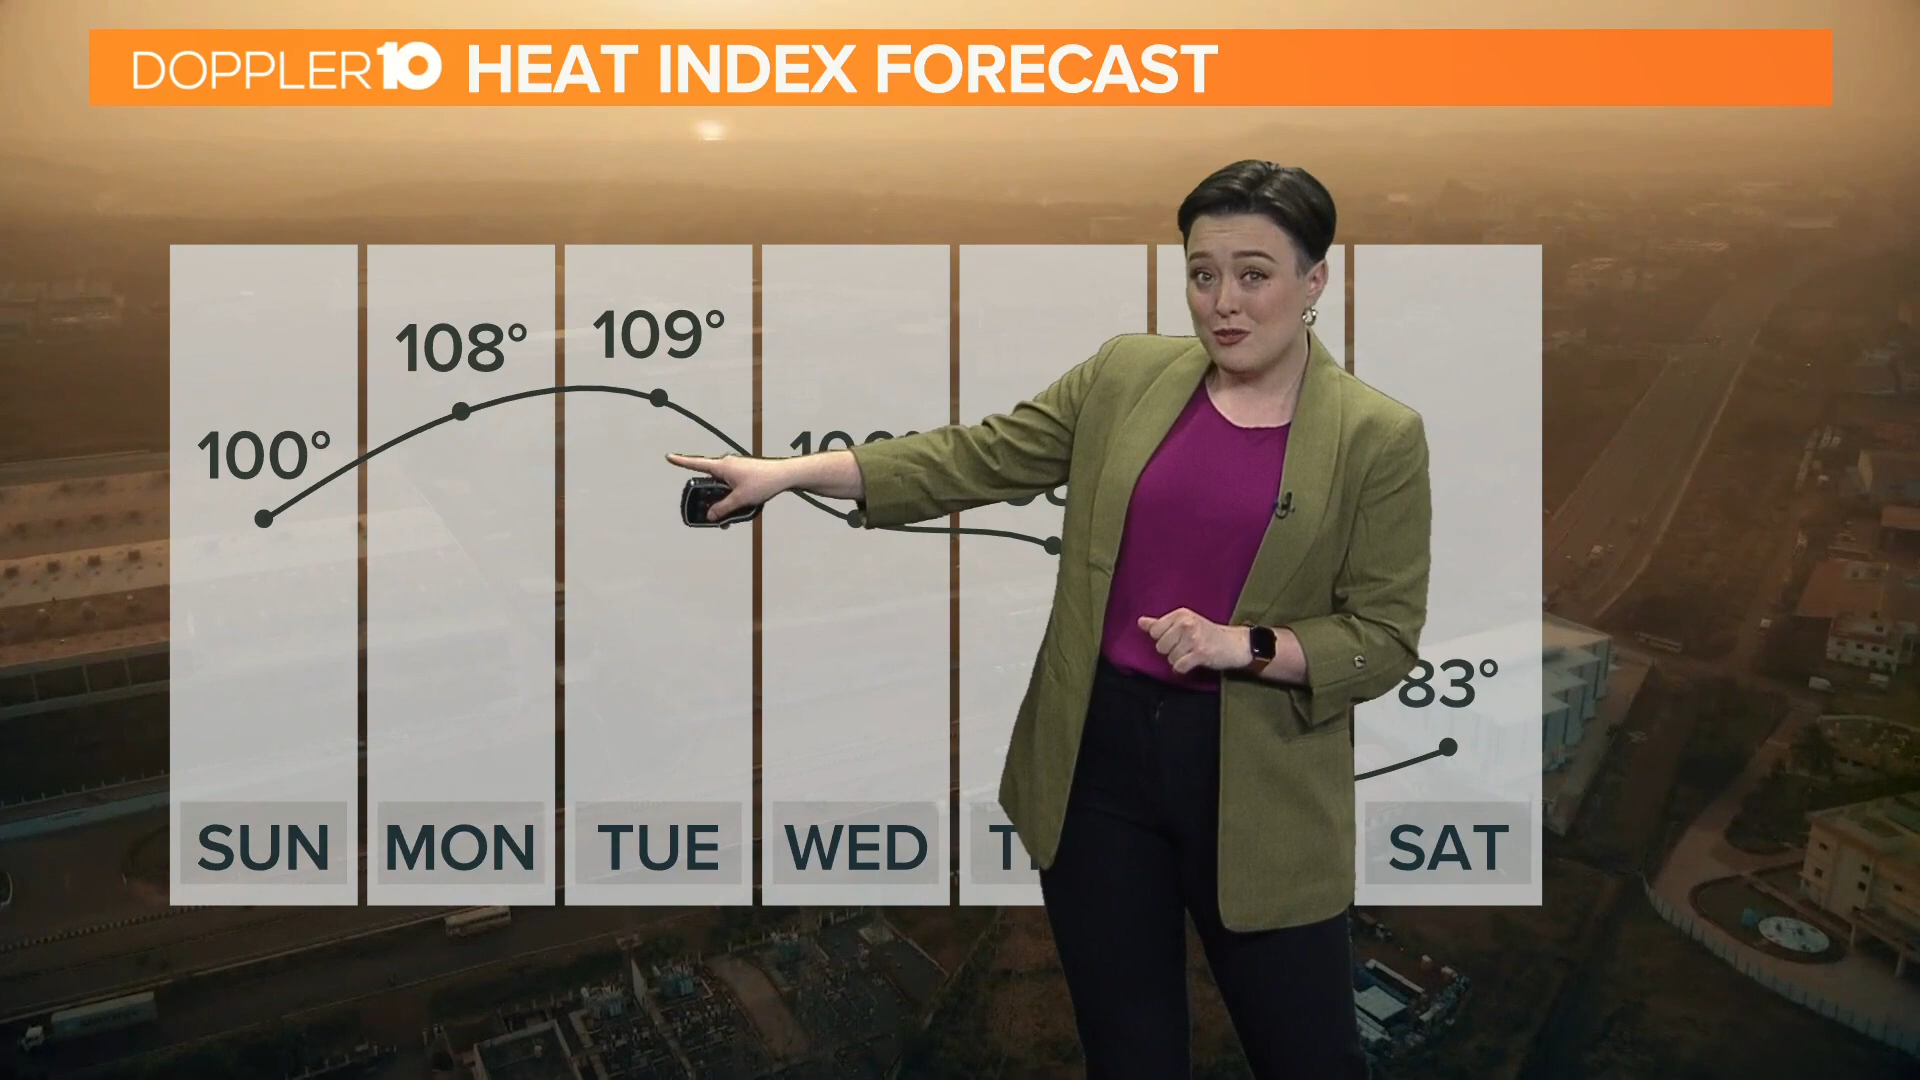 DOPPLER10 HEAT INDEX FORECAST
109°
108°
100°
83°
SUN MON TUE WED SAT